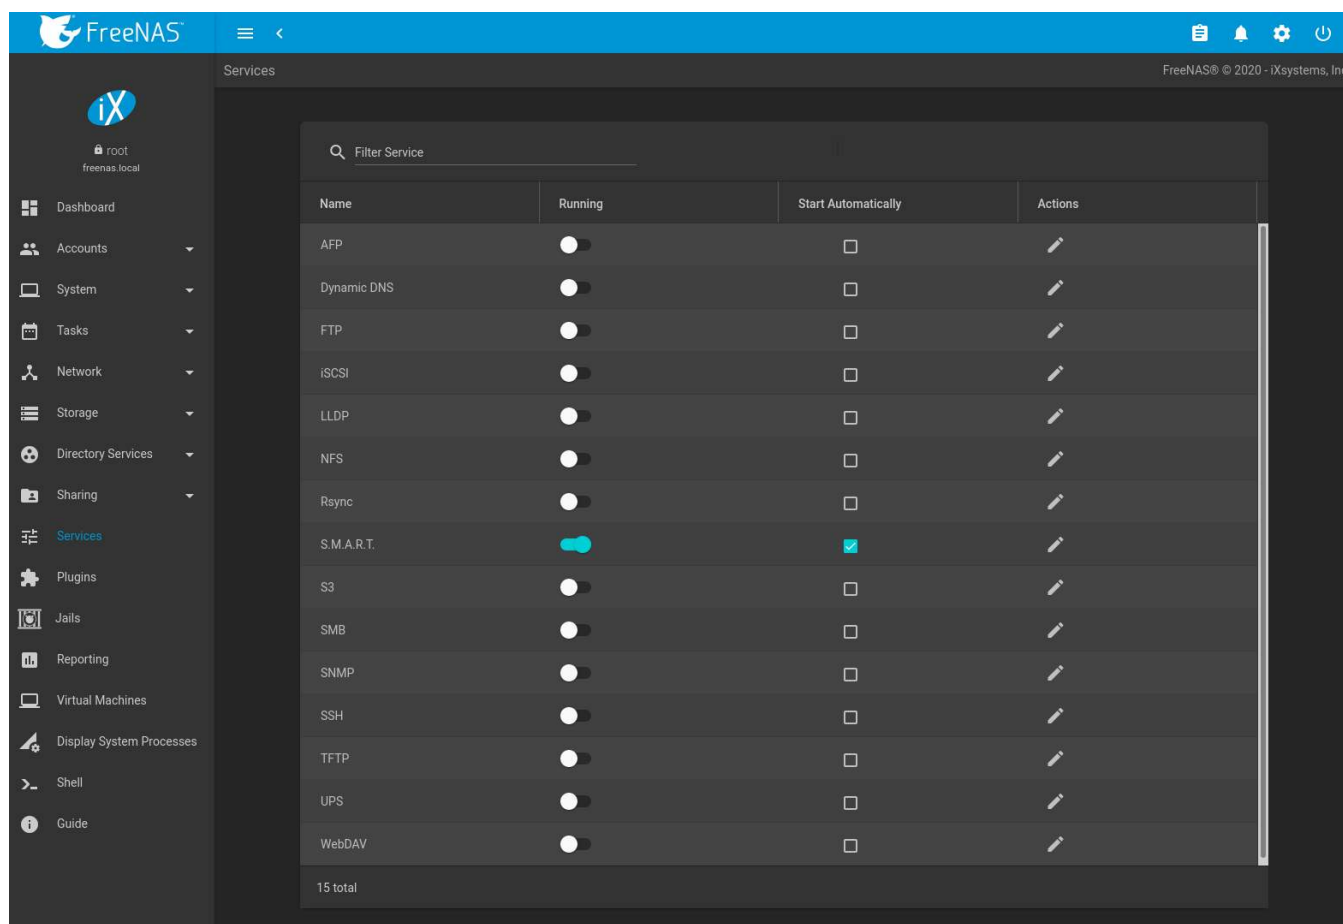 FreeNAS
Services
FreeNAS® © 2020 - iXsystems, Inc
iX
root
freenas.local
Dashboard
Accounts
System
Tasks
Network
Storage
Directory Services
Sharing
Services
Plugins
Jails
Reporting
Virtual Machines
Display System Processes
Shell
Guide
Filter Service
Name Running Start Automatically Actions
AFP
Dynamic DNS
FTP
iSCSI
LLDP
NFS
Rsync
S.M.A.R.T.
S3
SMB
SNMP
SSH
TFTP
UPS
WebDAV
15 total